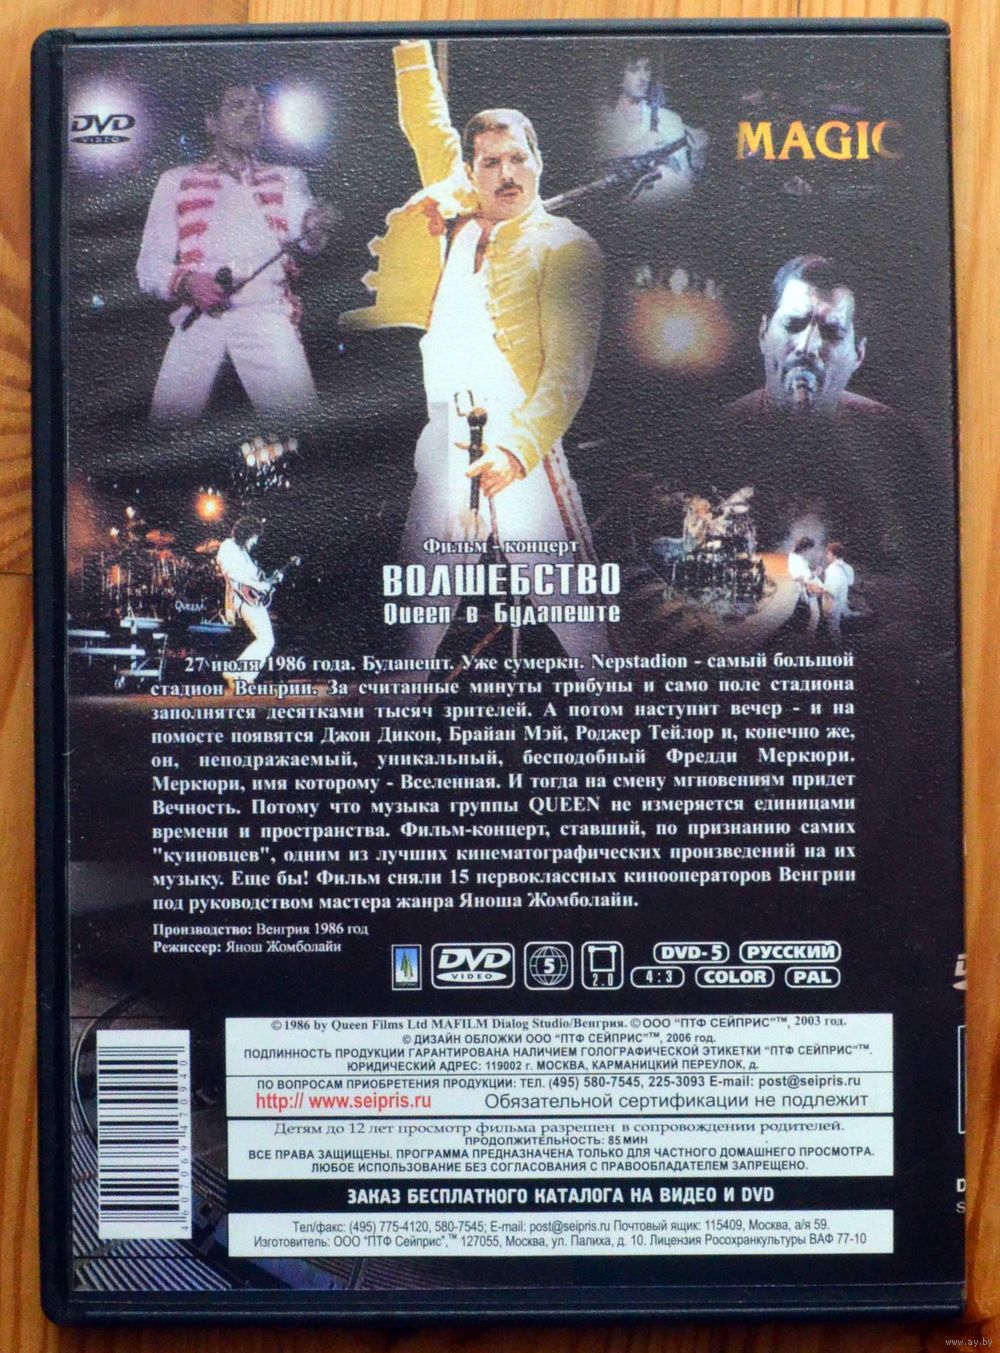 DVD
VIDEO
MAGIC
QUEEN
Фильм - концерт
ВОЛШЕБСТВО
Queen в Будапеште
27 июля 1986 года. Будапешт. Уже сумерки. Nepstadion - самый большой
стадион Венгрии. За считанные минуты трибуны и само поле стадиона
заполнятся десятками тысяч зрителей. А потом наступит вечер - и на
помосте появятся Джон Дикон, Брайан Мэй, Роджер Тейлор и, конечно же,
он, неподражаемый, уникальный, бесподобный Фредди Меркюри.
Меркюри, имя которому - Вселенная. И тогда на смену мгновениям придет
Вечность. Потому что музыка группы QUEEN не измеряется единицами
времени и пространства. Фильм-концерт, ставший, по признанию самих
"куиновцев", одним из лучших кинематографических произведений на их
музыку. Еще бы! Фильм сняли 15 первоклассных кинооператоров Венгрии
под руководством мастера жанра Яноша Жомболайи.
Производство: Венгрия 1986 год
Режиссер: Янош Жомболайи
DVD VIDEO 5 2.0 DVD-5 РУССКИЙ
4:3 COLOR PAL
©1986 by Queen Films Ltd MAFILM Dialog Studio/Венгрия. ©ООО "ПТФ СЕЙПРИС"™, 2003 год.
© ДИЗАЙН ОБЛОЖКИ ООО "ПТФ СЕЙПРИС"™, 2006 год.
ПОДЛИННОСТЬ ПРОДУКЦИИ ГАРАНТИРОВАНА НАЛИЧИЕМ ГОЛОГРАФИЧЕСКОЙ ЭТИКЕТКИ "ПТФ СЕЙПРИС"™.
ЮРИДИЧЕСКИЙ АДРЕС: 119002 г. МОСКВА, КАРМАНИЦКИЙ ПЕРЕУЛОК, д.
ПО ВОПРОСАМ ПРИОБРЕТЕНИЯ ПРОДУКЦИИ: ТЕЛ. (495) 580-7545, 225-3093 E-mail: post@seipris.ru
http:// www.seipris.ru Обязательной сертификации не подлежит
Детям до 12 лет просмотр фильма разрешен в сопровождении родителей.
ПРОДОЛЖИТЕЛЬНОСТЬ: 85 МИН
ВСЕ ПРАВА ЗАЩИЩЕНЫ. ПРОГРАММА ПРЕДНАЗНАЧЕНА ТОЛЬКО ДЛЯ ЧАСТНОГО ДОМАШНЕГО ПРОСМОТРА.
ЛЮБОЕ ИСПОЛЬЗОВАНИЕ БЕЗ СОГЛАСОВАНИЯ С ПРАВООБЛАДАТЕЛЕМ ЗАПРЕЩЕНО.
ЗАКАЗ БЕСПЛАТНОГО КАТАЛОГА НА ВИДЕО И DVD
Тел/факс: (495) 775-4120, 580-7545; E-mail: post@seipris.ru Почтовый ящик: 115409, Москва, а/я 59.
Изготовитель: ООО "ПТФ Сейприс",™ 127055, Москва, ул. Палиха, д. 10. Лицензия Росохранкультуры ВАФ 77-10
4 607069 470940
www.ay.by